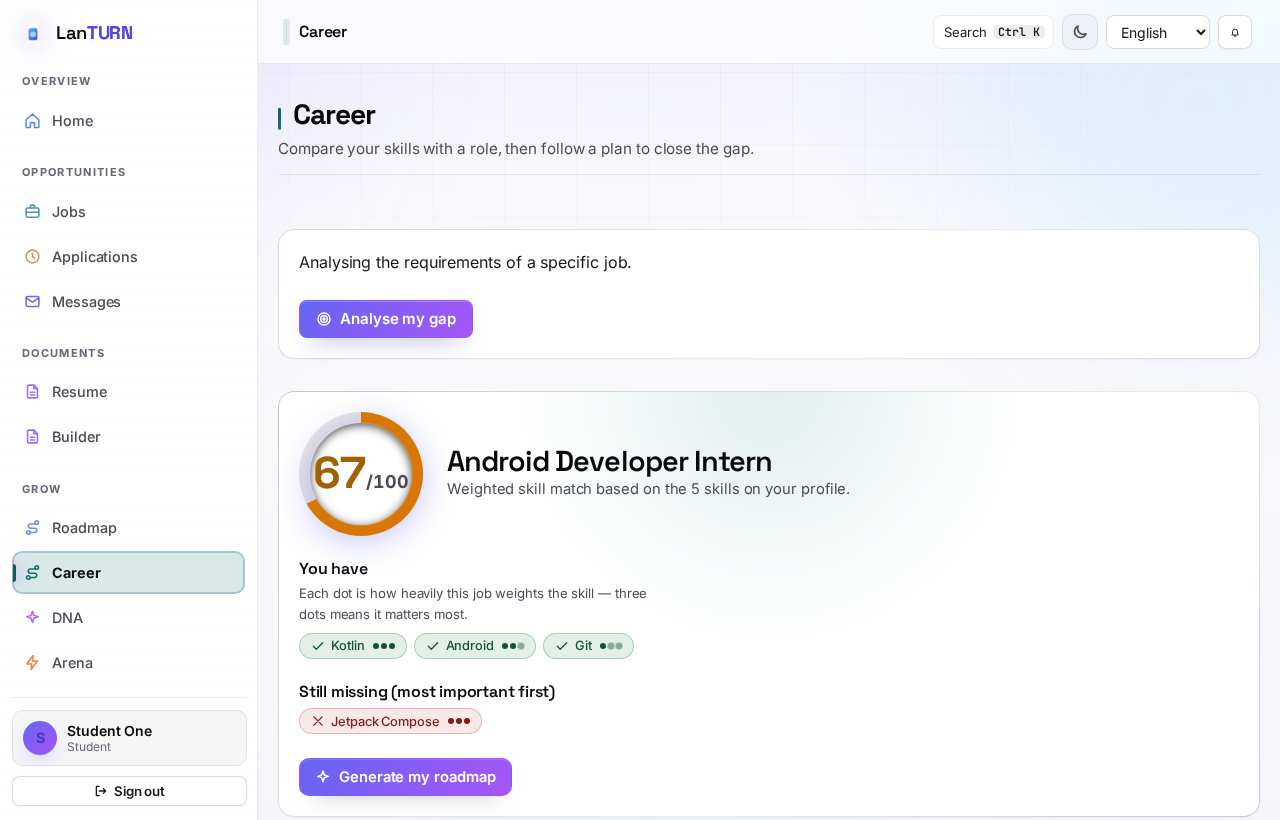 LanTURN
OVERVIEW
Home
OPPORTUNITIES
Jobs
Applications
Messages
DOCUMENTS
Resume
Builder
GROW
Roadmap
Career
DNA
Arena
S
Student One
Student
Sign out
Career
Search Ctrl K
English
Career
Compare your skills with a role, then follow a plan to close the gap.
Analysing the requirements of a specific job.
Analyse my gap
67/100
Android Developer Intern
Weighted skill match based on the 5 skills on your profile.
You have
Each dot is how heavily this job weights the skill — three
dots means it matters most.
Kotlin
Android
Git
Still missing (most important first)
Jetpack Compose
Generate my roadmap